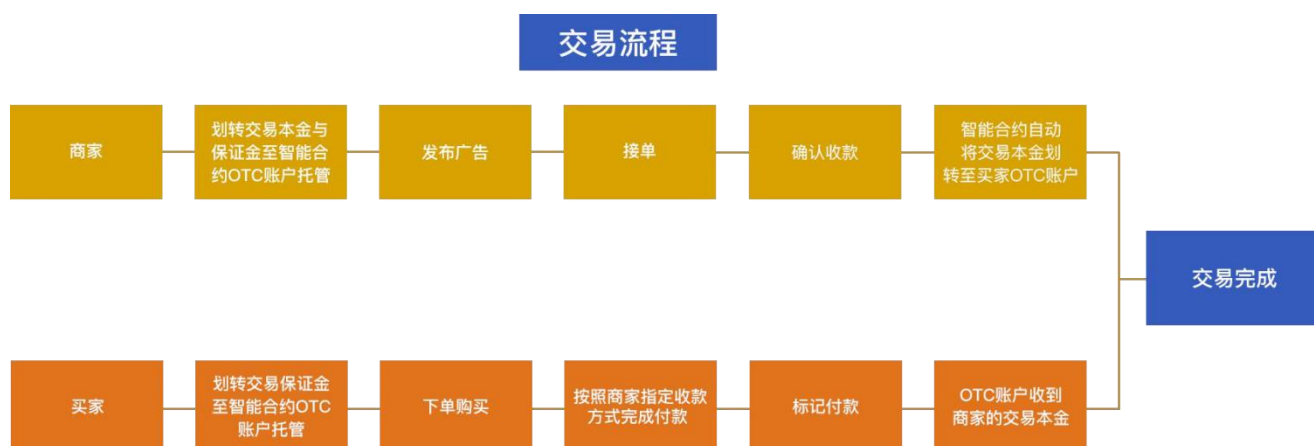 交易流程
商家
划转交易本金与
保证金至智能合
约OTC账户托管
发布广告
接单
确认收款
智能合约自动
将交易本金划
转至买家OTC账户
交易完成
买家
划转交易保证金
至智能合约OTC
账户托管
下单购买
按照商家指定收款
方式完成付款
标记付款
OTC账户收到
商家的交易本金